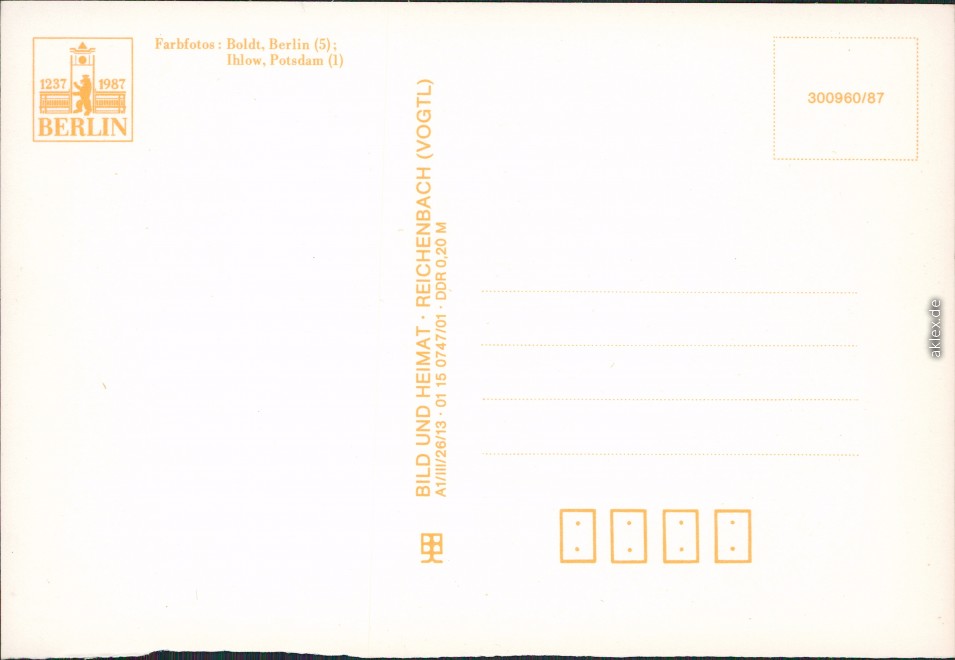 1237 1987
BERLIN
Farbfotos: Boldt, Berlin (5);
Ihlow, Potsdam (1)
BILD UND HEIMAT · REICHENBACH (VOGTL)
A1/III/26/13 · 01 15 0747/01 · DDR 0,20 M
300960/87
aklex.de